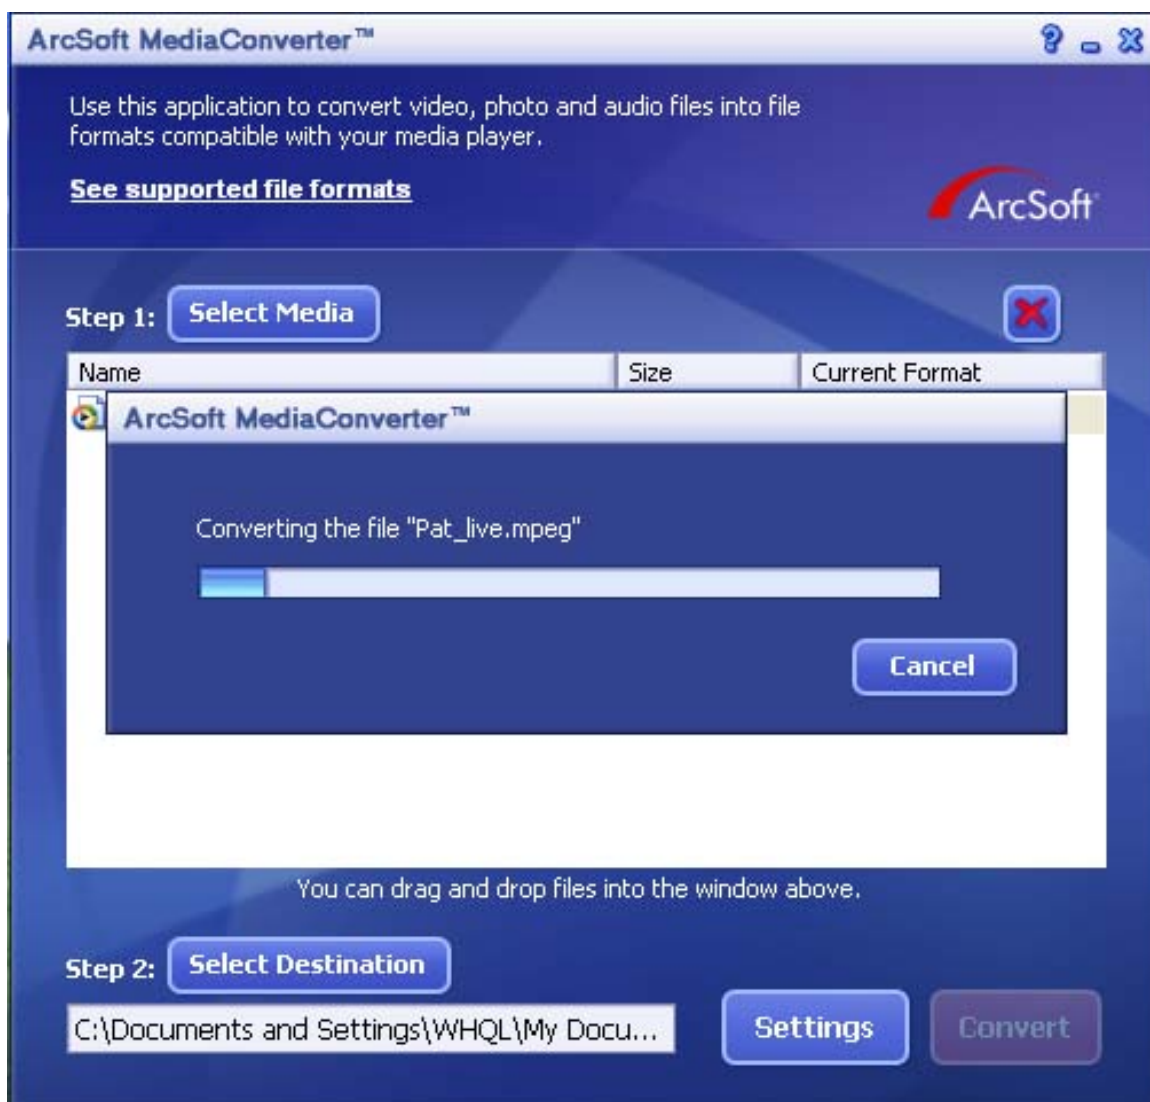 ArcSoft MediaConverter™
Use this application to convert video, photo and audio files into file
formats compatible with your media player.
See supported file formats
ArcSoft
Step 1: Select Media
Name Size Current Format
ArcSoft MediaConverter™
Converting the file "Pat_live.mpeg"
Cancel
You can drag and drop files into the window above.
Step 2: Select Destination
C:\Documents and Settings\WHQL\My Docu...
Settings Convert